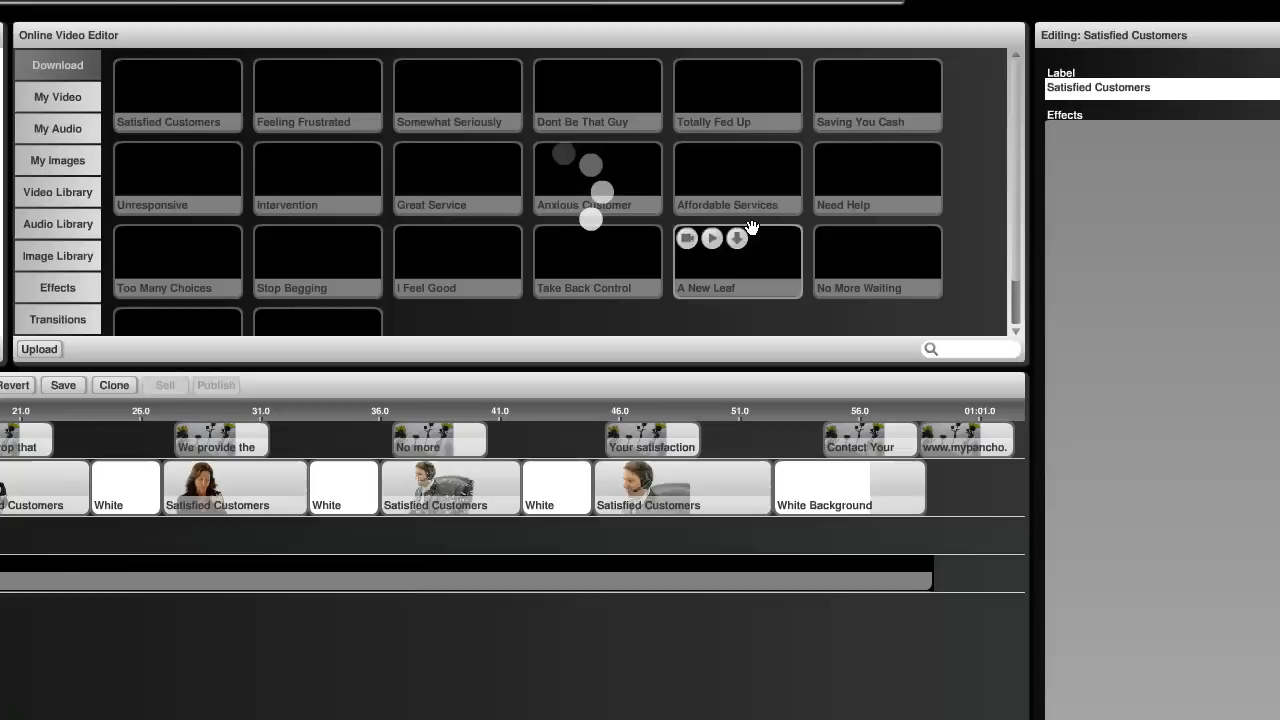 Online Video Editor
Editing: Satisfied Customers
Download
My Video
My Audio
My Images
Video Library
Audio Library
Image Library
Effects
Transitions
Satisfied Customers
Feeling Frustrated
Somewhat Seriously
Dont Be That Guy
Totally Fed Up
Saving You Cash
Unresponsive
Intervention
Great Service
Anxious Customer
Affordable Services
Need Help
Too Many Choices
Stop Begging
I Feel Good
Take Back Control
A New Leaf
No More Waiting
Upload
Label
Satisfied Customers
Effects
Revert
Save
Clone
Sell
Publish
21.0
26.0
31.0
36.0
41.0
46.0
51.0
56.0
01:01.0
op that
We provide the
No more
Your satisfaction
Contact Your
www.mypancho.
d Customers
White
Satisfied Customers
White
Satisfied Customers
White
Satisfied Customers
White Background